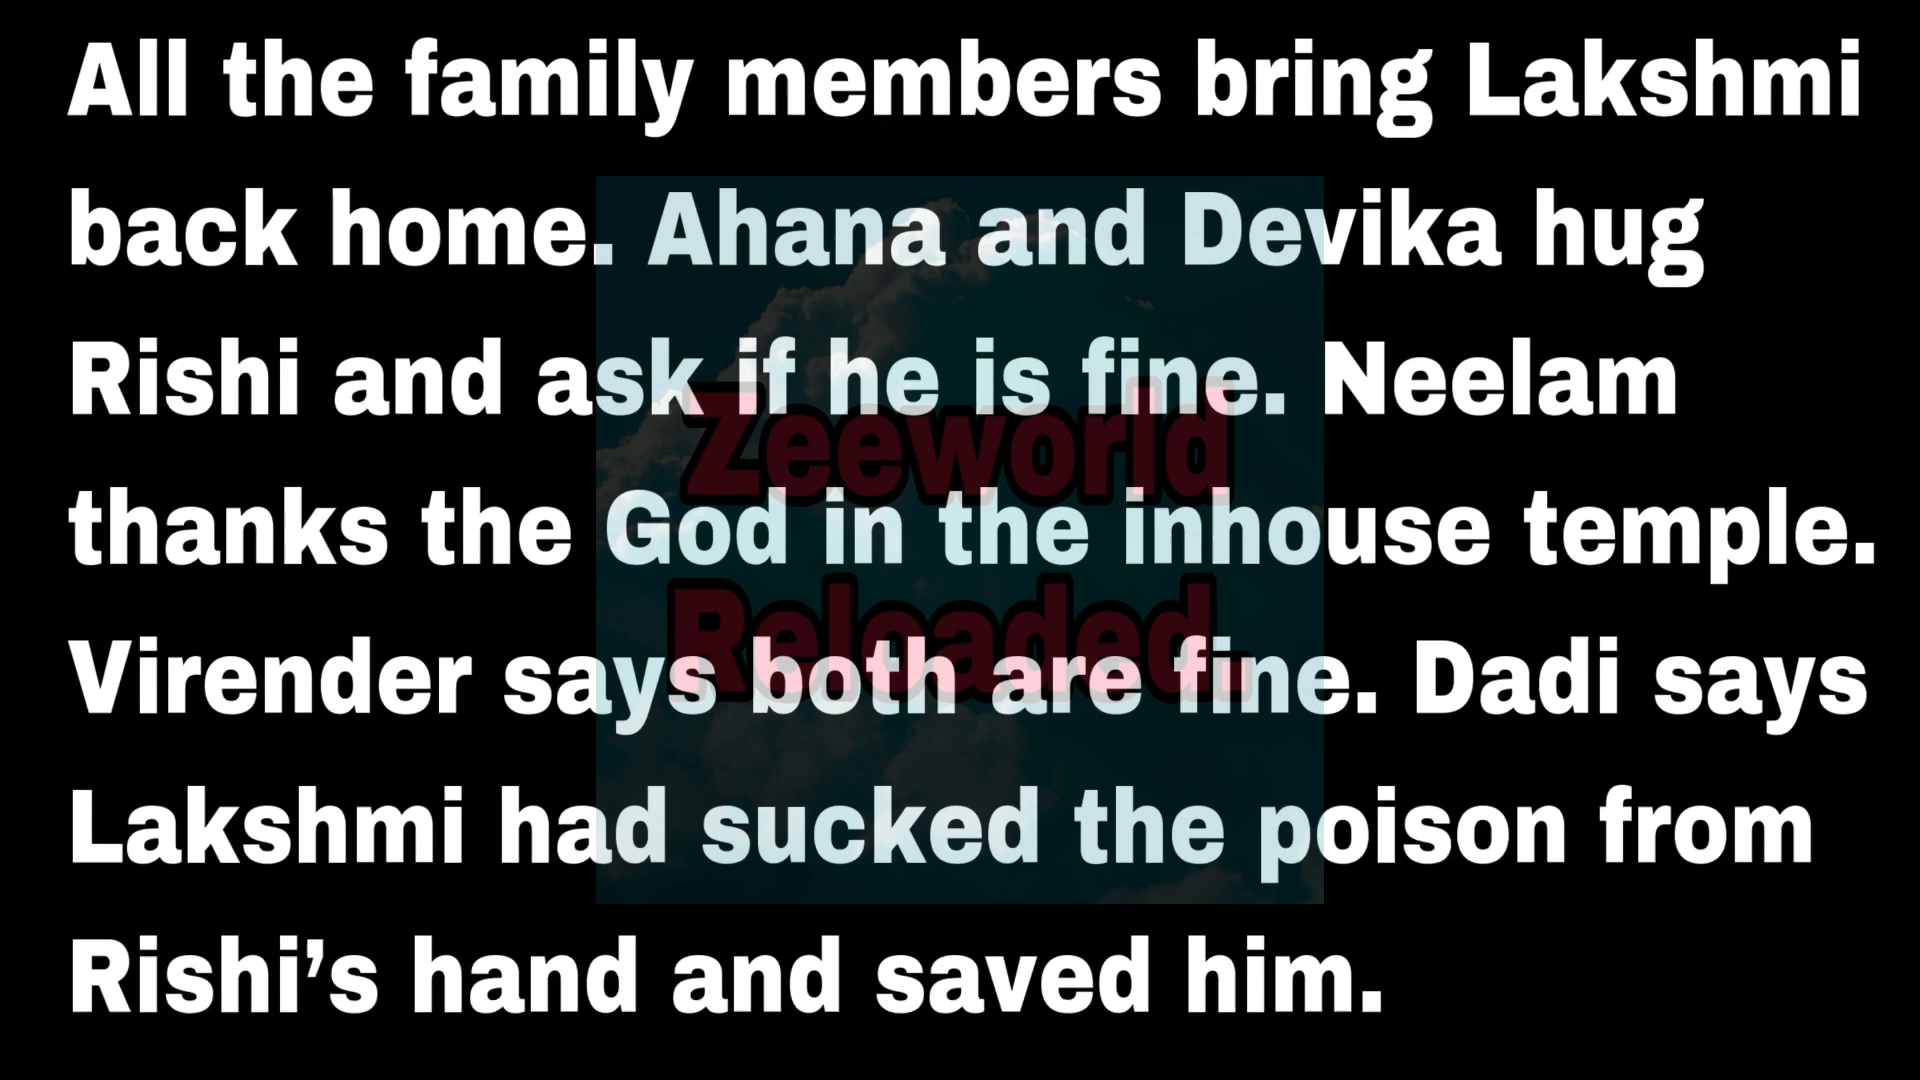 All the family members bring Lakshmi
back home. Ahana and Devika hug
Rishi and ask if he is fine. Neelam
Zeeworld
thanks the God in the inhouse temple.
Reloaded.
Virender says both are fine. Dadi says
Lakshmi had sucked the poison from
Rishi’s hand and saved him.